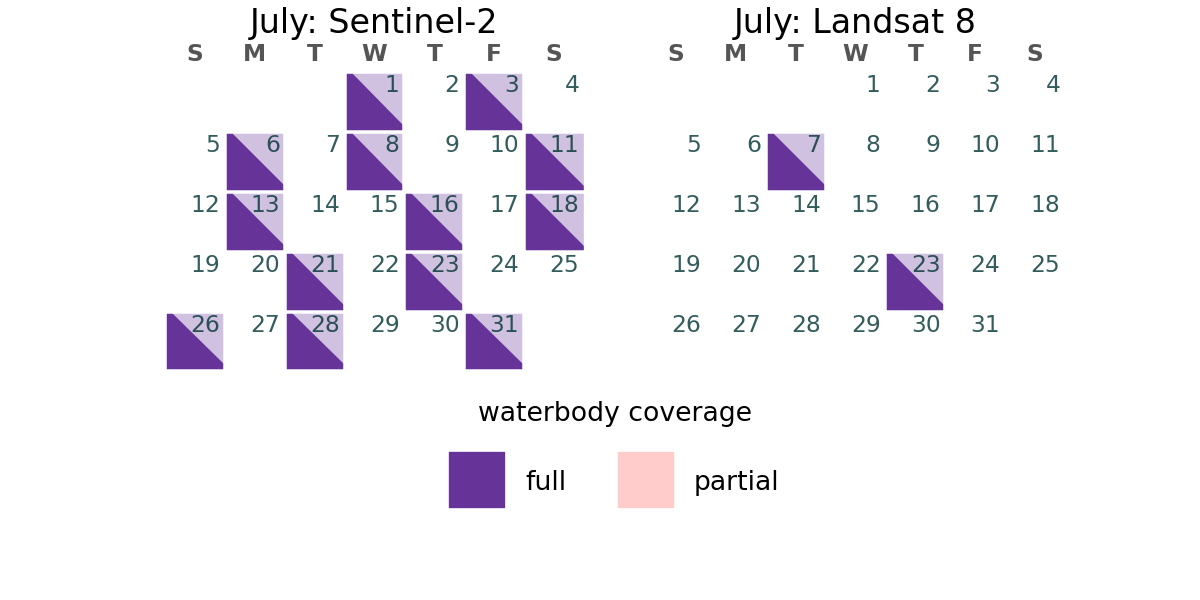 July: Sentinel-2
S M T W T F S
1 2 3 4
5 6 7 8 9 10 11
12 13 14 15 16 17 18
19 20 21 22 23 24 25
26 27 28 29 30 31
July: Landsat 8
S M T W T F S
1 2 3 4
5 6 7 8 9 10 11
12 13 14 15 16 17 18
19 20 21 22 23 24 25
26 27 28 29 30 31
waterbody coverage
full
partial